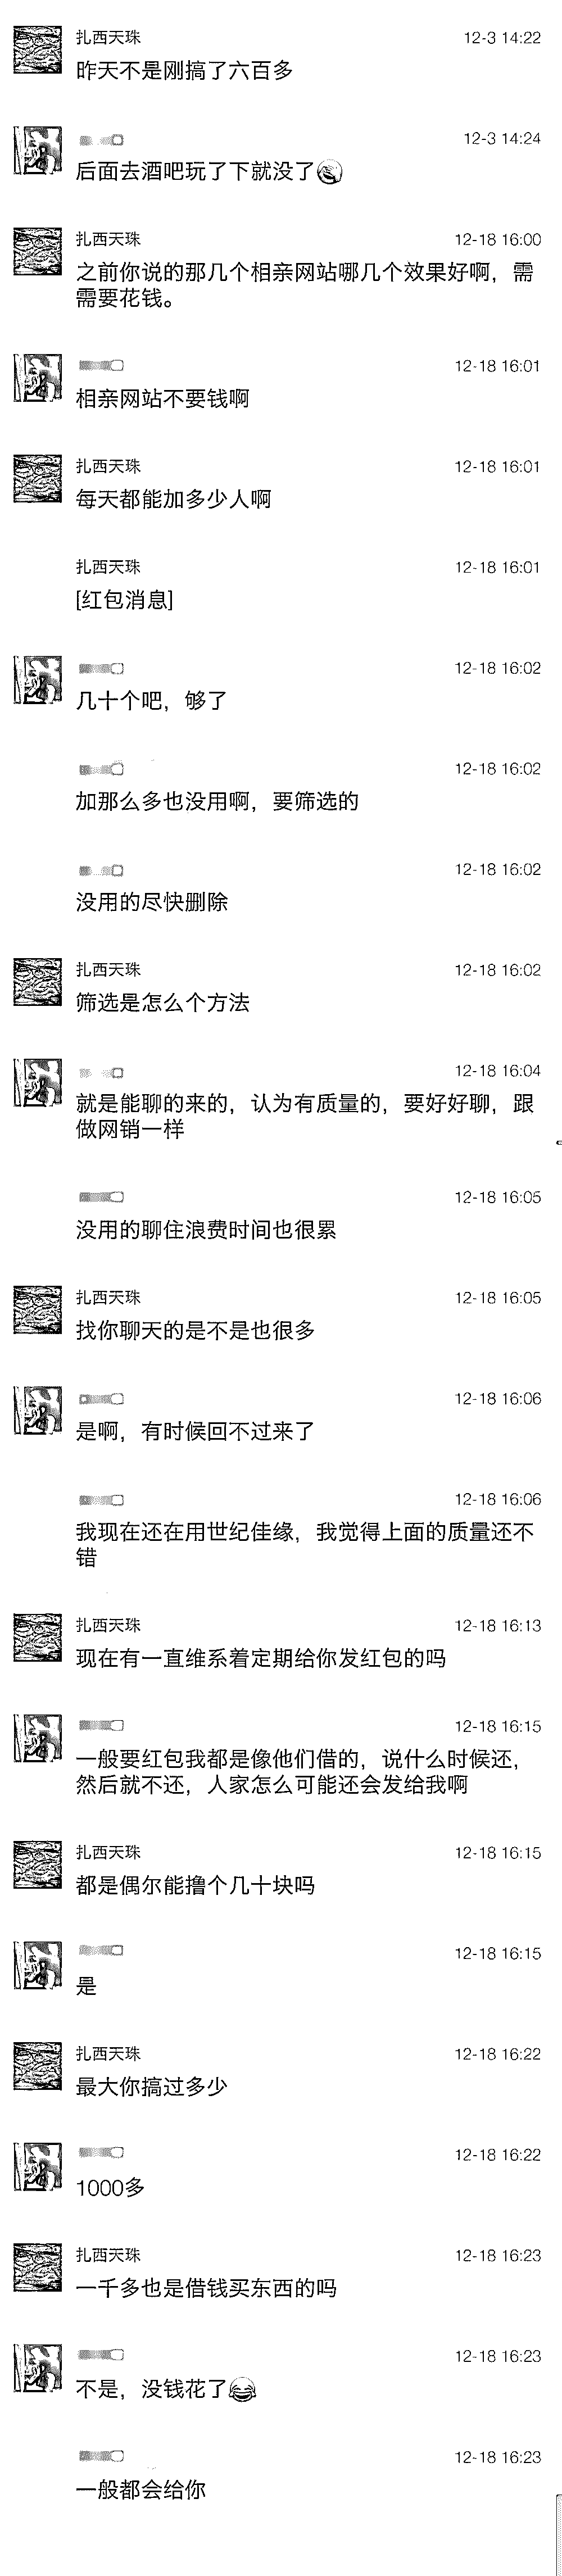 扎西天珠
12-3 14:22
昨天不是刚搞了六百多
12-3 14:24
后面去酒吧玩了下就没了
扎西天珠
12-18 16:00
之前你说的那几个相亲网站哪几个效果好啊，需
需要花钱。
12-18 16:01
相亲网站不要钱啊
扎西天珠
12-18 16:01
每天都能加多少人啊
扎西天珠
12-18 16:01
[红包消息]
12-18 16:02
几十个吧，够了
12-18 16:02
加那么多也没用啊，要筛选的
12-18 16:02
没用的尽快删除
扎西天珠
12-18 16:02
筛选是怎么个方法
12-18 16:04
就是能聊的来的，认为有质量的，要好好聊，跟
做网销一样
12-18 16:05
没用的聊住浪费时间也很累
扎西天珠
12-18 16:05
找你聊天的是不是也很多
12-18 16:06
是啊，有时候回不过来了
12-18 16:06
我现在还在用世纪佳缘，我觉得上面的质量还不
错
扎西天珠
12-18 16:13
现在有一直维系着定期给你发红包的吗
12-18 16:15
一般要红包我都是像他们借的，说什么时候还，
然后就不还，人家怎么可能还会发给我啊
扎西天珠
12-18 16:15
都是偶尔能撸个几十块吗
12-18 16:15
是
扎西天珠
12-18 16:22
最大你搞过多少
12-18 16:22
1000多
扎西天珠
12-18 16:23
一千多也是借钱买东西的吗
12-18 16:23
不是，没钱花了
12-18 16:23
一般都会给你